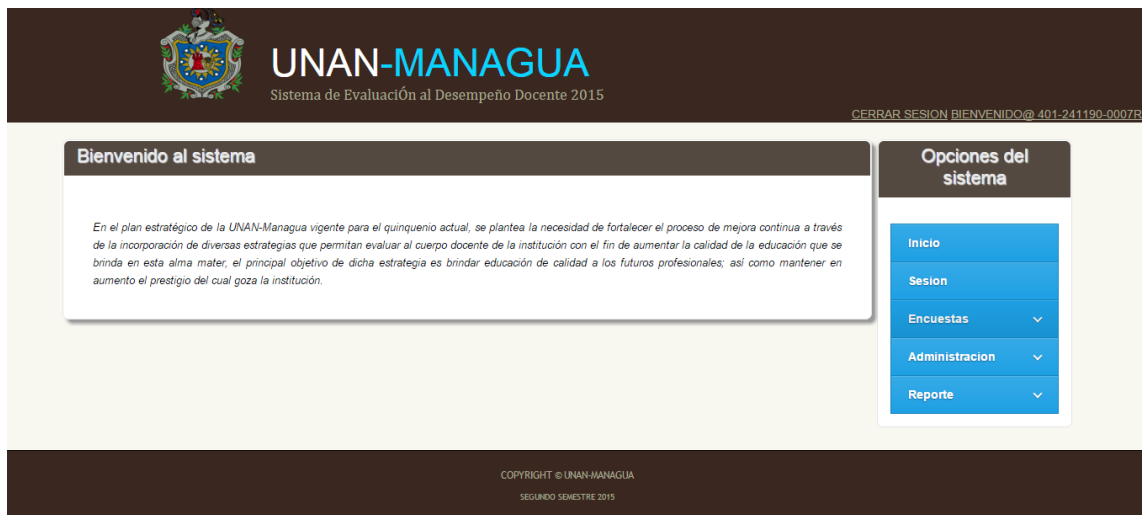 UNAN-MANAGUA
Sistema de EvaluaciÓn al Desempeño Docente 2015
CERRAR SESION BIENVENIDO@ 401-241190-0007R
Bienvenido al sistema
En el plan estratégico de la UNAN-Managua vigente para el quinquenio actual, se plantea la necesidad de fortalecer el proceso de mejora continua a través
de la incorporación de diversas estrategias que permitan evaluar al cuerpo docente de la institución con el fin de aumentar la calidad de la educación que se
brinda en esta alma mater, el principal objetivo de dicha estrategia es brindar educación de calidad a los futuros profesionales; así como mantener en
aumento el prestigio del cual goza la institución.
Opciones del
sistema
Inicio
Sesion
Encuestas
Administracion
Reporte
COPYRIGHT © UNAN-MANAGUA
SEGUNDO SEMESTRE 2015